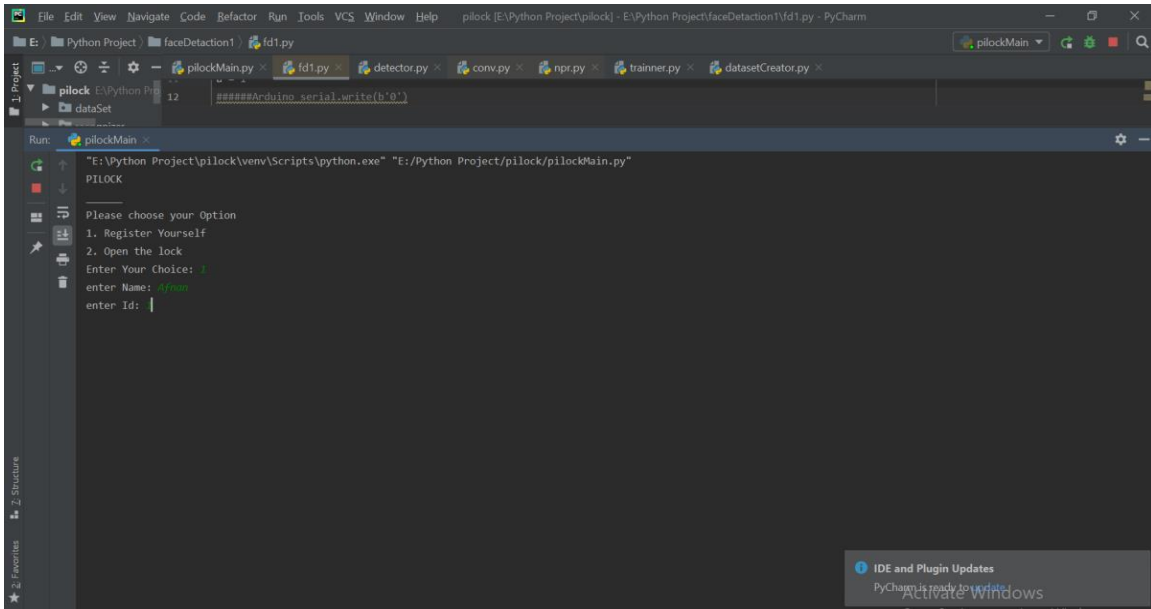 File Edit View Navigate Code Refactor Run Tools VCS Window Help pilock [E:\Python Project\pilock] - E:\Python Project\faceDetaction1\fd1.py - PyCharm
E: Python Project faceDetaction1 fd1.py pilockMain
1: Project pilockMain.py fd1.py detector.py conv.py npr.py trainner.py datasetCreator.py
pilock E:\Python Pro
12 ######Arduino_serial.write(b'0')
dataSet
Run: pilockMain
"E:\Python Project\pilock\venv\Scripts\python.exe" "E:/Python Project/pilock/pilockMain.py"
PILOCK
______
Please choose your Option
1. Register Yourself
2. Open the lock
Enter Your Choice: 1
enter Name: Afnan
enter Id:
7: Structure
2: Favorites
IDE and Plugin Updates
PyCharm is ready to update.
Activate Windows